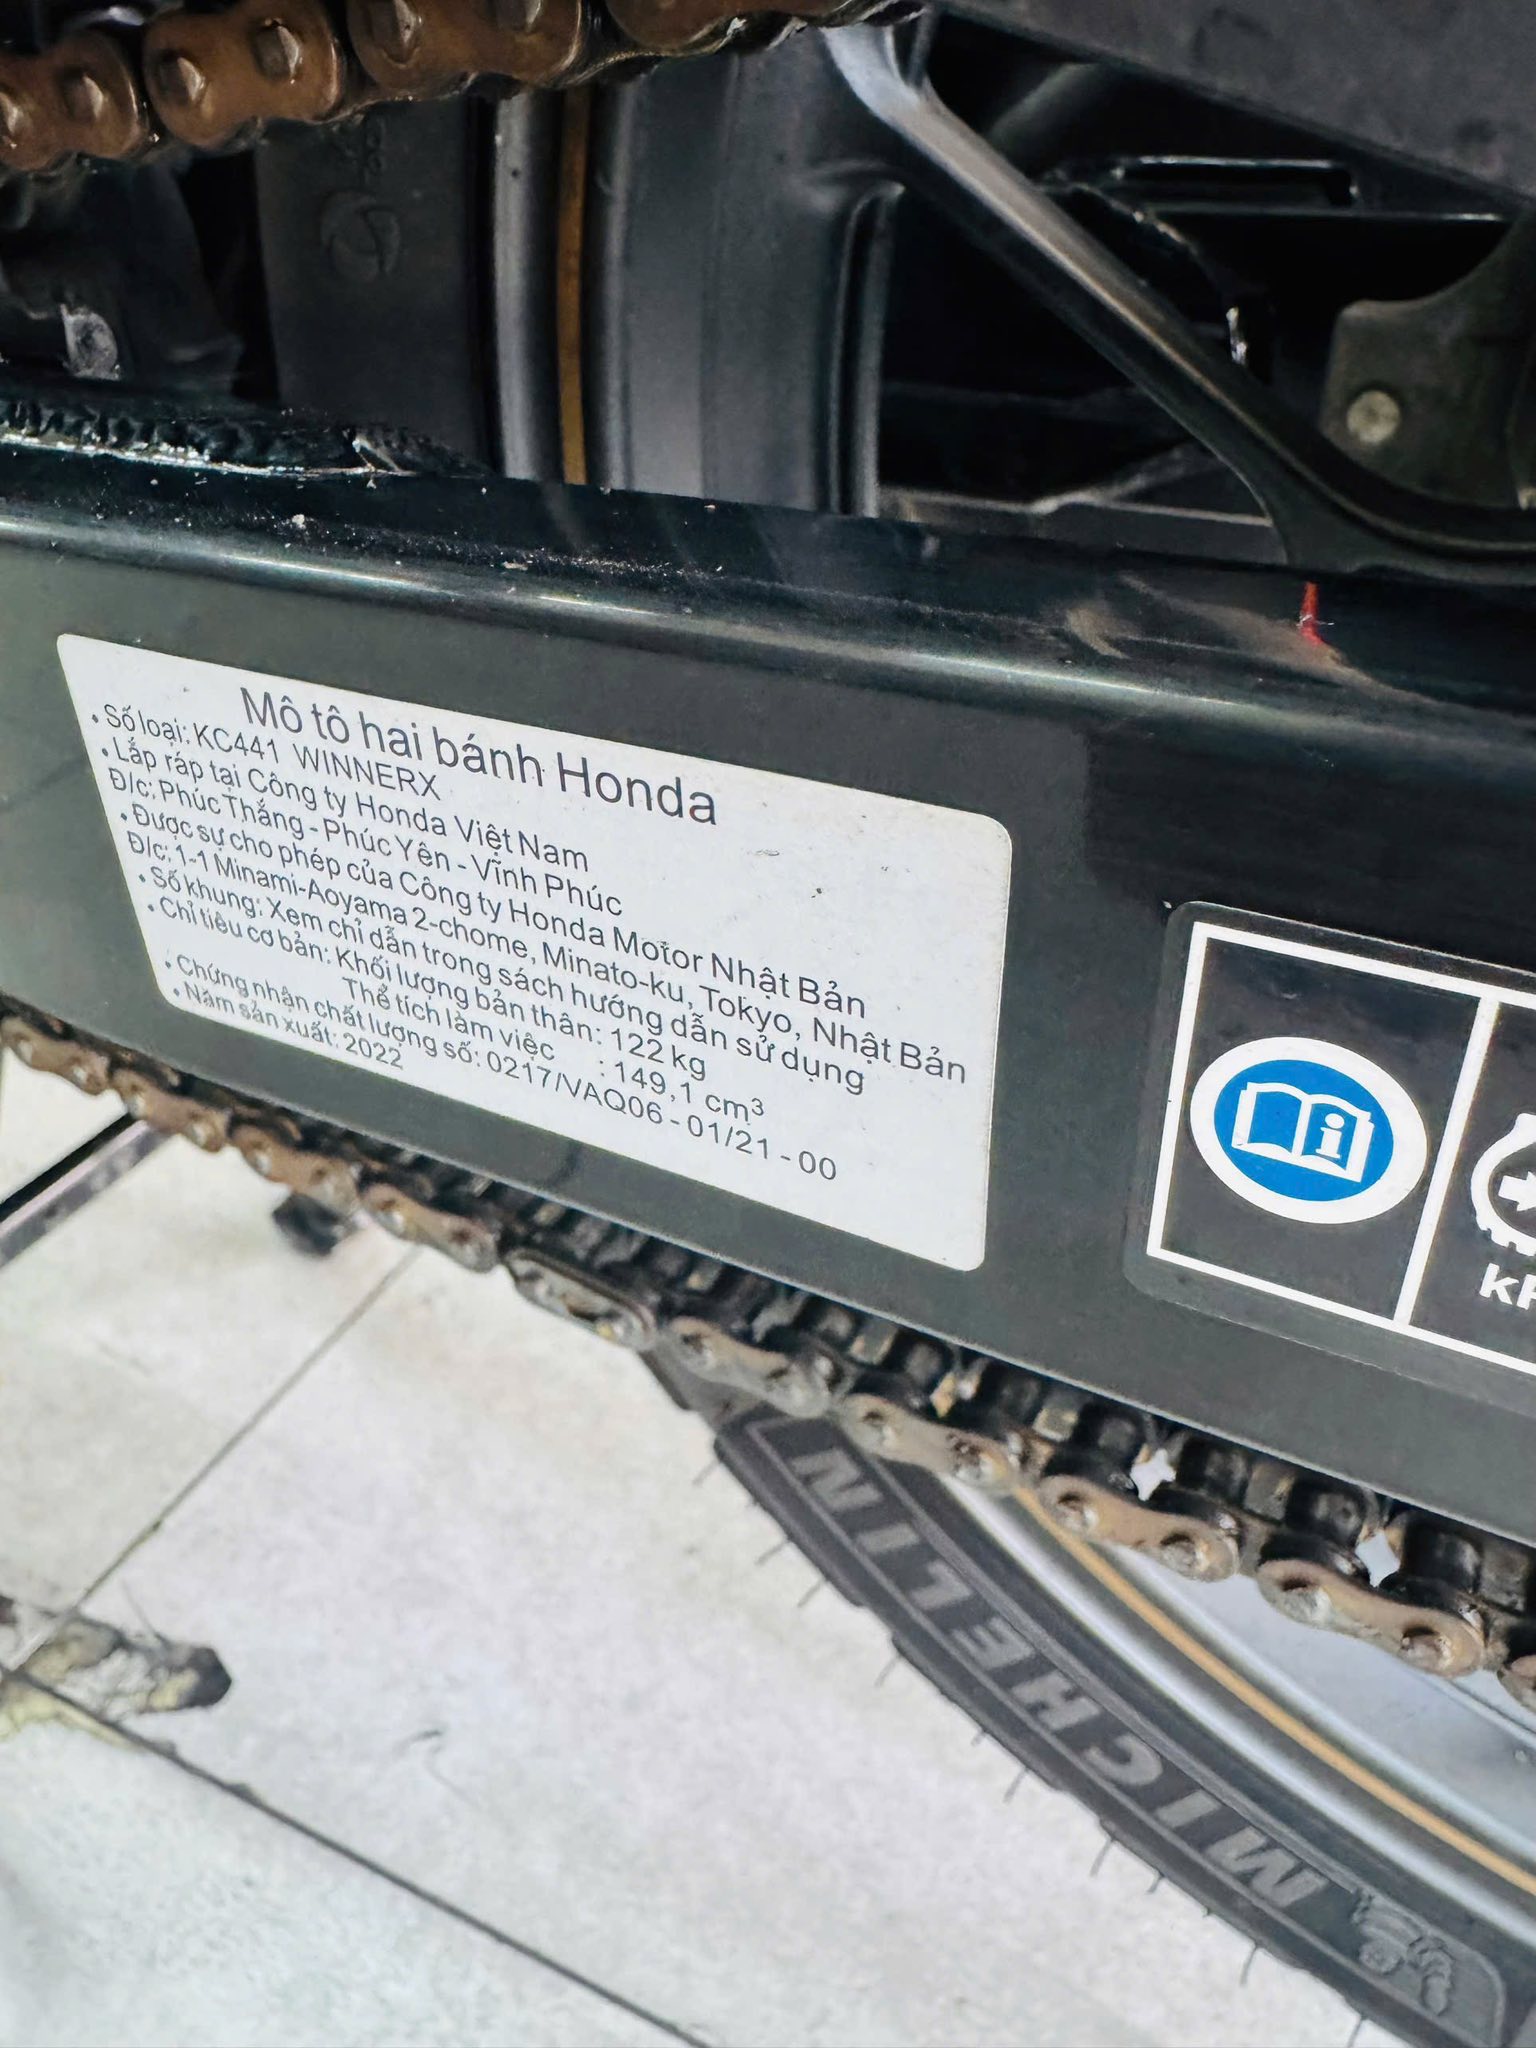 Mô tô hai bánh Honda
• Số loại: KC441 WINNERX
• Lắp ráp tại Công ty Honda Việt Nam
Đ/c: Phúc Thắng - Phúc Yên - Vĩnh Phúc
• Được sự cho phép của Công ty Honda Motor Nhật Bản
Đ/c: 1-1 Minami-Aoyama 2-chome, Minato-ku, Tokyo, Nhật Bản
• Số khung: Xem chỉ dẫn trong sách hướng dẫn sử dụng
• Chỉ tiêu cơ bản: Khối lượng bản thân: 122 kg
Thể tích làm việc : 149,1 cm³
• Chứng nhận chất lượng số: 0217/VAQ06 - 01/21 - 00
• Năm sản xuất: 2022
i
MICHELIN